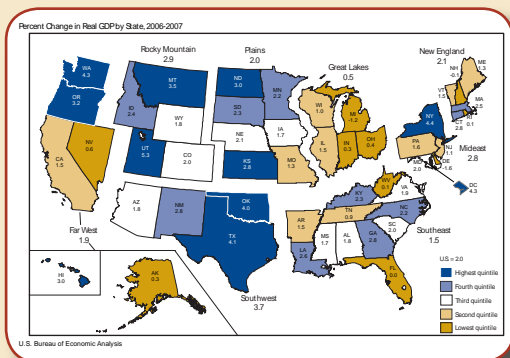 Percent Change in Real GDP by State, 2006-2007
Rocky Mountain
2.9
Plains
2.0
Great Lakes
0.5
New England
2.1
Mideast
2.8
Southeast
1.5
Southwest
3.7
Far West
1.9
WA
4.3
OR
3.2
CA
1.5
NV
0.6
ID
2.4
MT
3.5
WY
1.8
UT
5.3
CO
2.0
AZ
1.8
NM
2.8
ND
3.0
SD
2.3
NE
2.1
KS
2.8
OK
4.0
TX
4.1
MN
2.2
IA
1.7
MO
1.3
AR
1.5
LA
2.6
WI
1.0
IL
1.5
MI
-1.2
IN
0.3
OH
0.4
KY
2.3
TN
0.9
MS
1.7
AL
1.8
GA
2.8
FL
0.0
SC
2.0
NC
2.2
VA
1.9
WV
0.1
MD
2.0
DE
-1.6
DC
4.3
PA
1.6
NJ
1.1
NY
4.4
CT
2.8
RI
0.1
MA
2.5
VT
1.5
NH
-0.1
ME
1.3
HI
3.0
AK
0.3
U.S. = 2.0
Highest quintile
Fourth quintile
Third quintile
Second quintile
Lowest quintile
U.S. Bureau of Economic Analysis